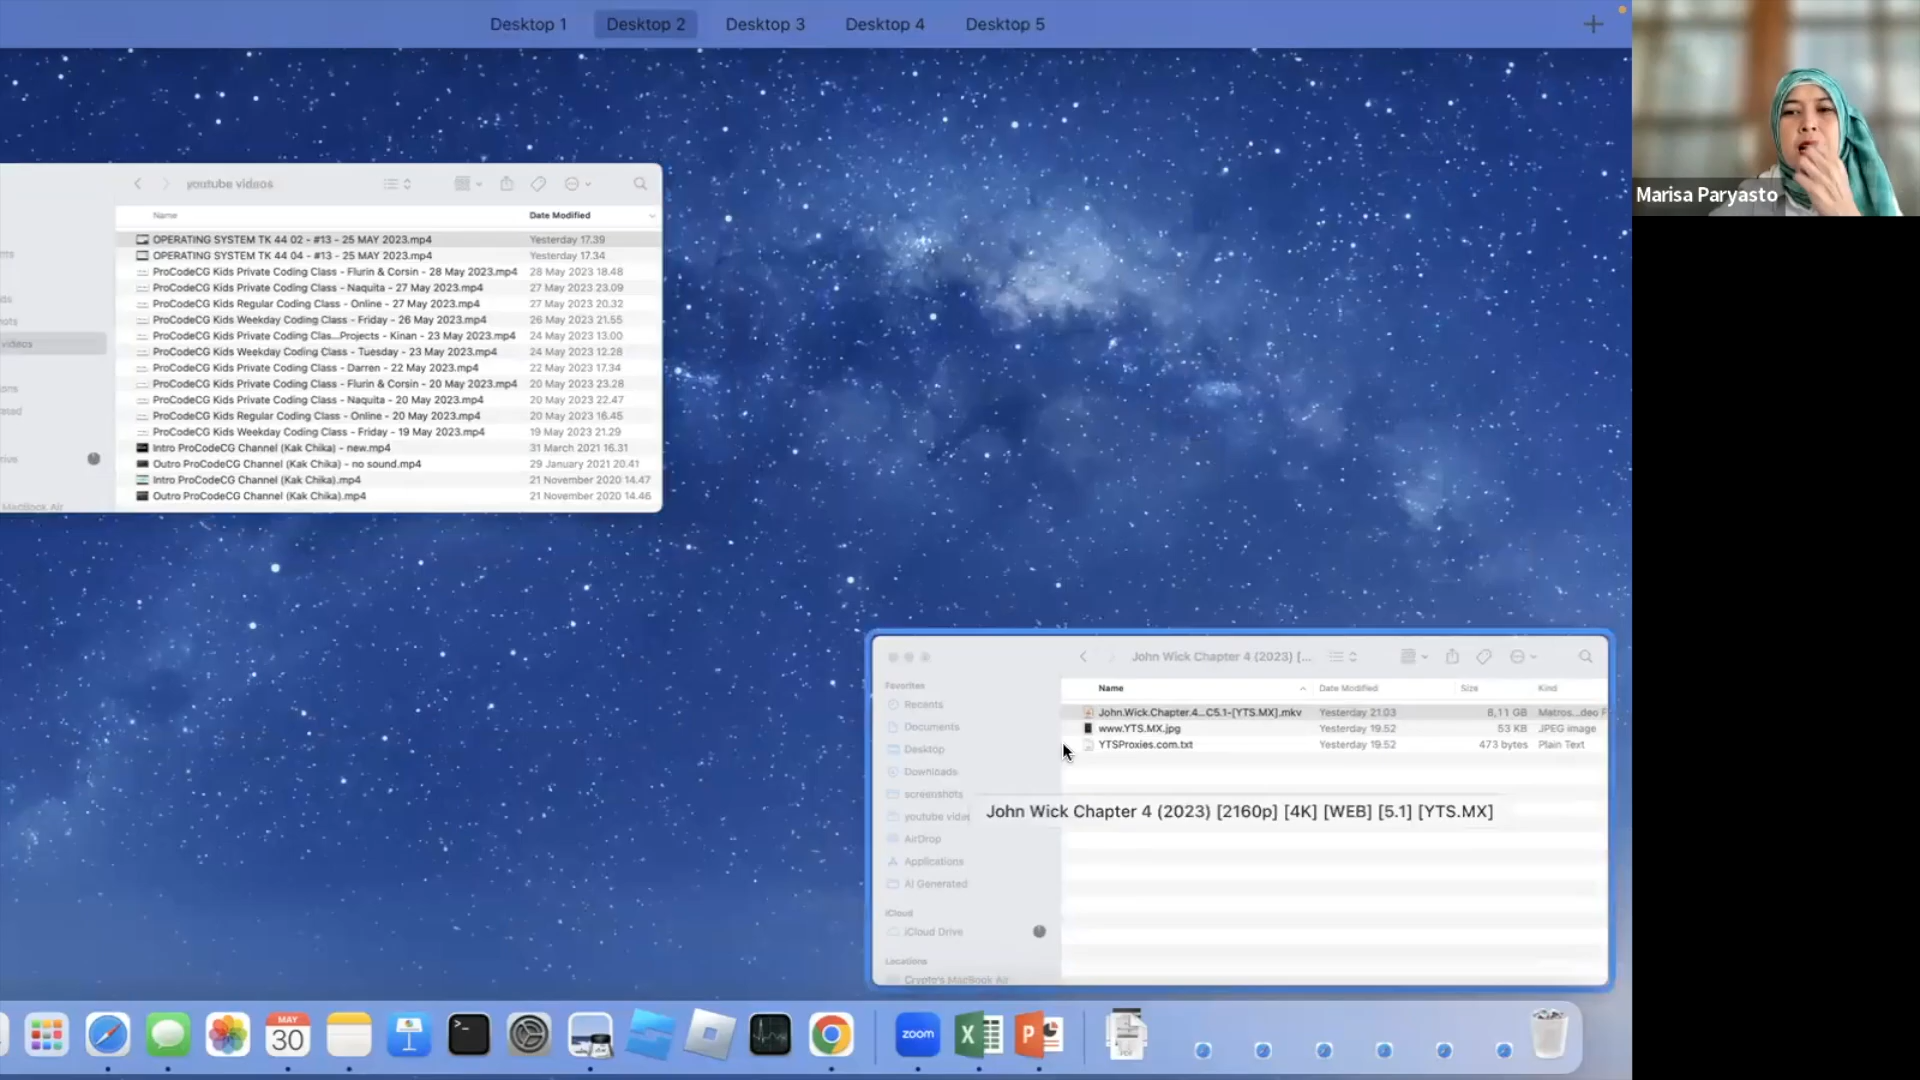 Desktop 1 Desktop 2 Desktop 3 Desktop 4 Desktop 5
Marisa Paryasto
youtube videos
Name Date Modified
OPERATING SYSTEM TK 44 02 - #13 - 25 MAY 2023.mp4 Yesterday 17.39
OPERATING SYSTEM TK 44 04 - #13 - 25 MAY 2023.mp4 Yesterday 17.34
ProCodeCG Kids Private Coding Class - Flurin & Corsin - 28 May 2023.mp4 28 May 2023 18.48
ProCodeCG Kids Private Coding Class - Naquita - 27 May 2023.mp4 27 May 2023 23.09
ProCodeCG Kids Regular Coding Class - Online - 27 May 2023.mp4 27 May 2023 20.32
ProCodeCG Kids Weekday Coding Class - Friday - 26 May 2023.mp4 26 May 2023 21.55
ProCodeCG Kids Private Coding Clas...Projects - Kinan - 23 May 2023.mp4 24 May 2023 13.00
videos
ProCodeCG Kids Weekday Coding Class - Tuesday - 23 May 2023.mp4 24 May 2023 12.28
ProCodeCG Kids Private Coding Class - Darren - 22 May 2023.mp4 22 May 2023 17.34
ProCodeCG Kids Private Coding Class - Flurin & Corsin - 20 May 2023.mp4 20 May 2023 23.28
ProCodeCG Kids Private Coding Class - Naquita - 20 May 2023.mp4 20 May 2023 22.47
ProCodeCG Kids Regular Coding Class - Online - 20 May 2023.mp4 20 May 2023 16.45
ProCodeCG Kids Weekday Coding Class - Friday - 19 May 2023.mp4 19 May 2023 21.29
Intro ProCodeCG Channel (Kak Chika) - new.mp4 31 March 2021 16.31
Outro ProCodeCG Channel (Kak Chika) - no sound.mp4 29 January 2021 20.41
Intro ProCodeCG Channel (Kak Chika).mp4 21 November 2020 14.47
Outro ProCodeCG Channel (Kak Chika).mp4 21 November 2020 14.46
MacBook Air
John Wick Chapter 4 (2023) [...
Favorites
Recents
Documents
Desktop
Downloads
screenshots
youtube vide
AirDrop
Applications
AI Generated
iCloud
iCloud Drive
Locations
Crypto's MacBook Air
Name Date Modified Size Kind
John.Wick.Chapter.4...C5.1-[YTS.MX].mkv Yesterday 21.03 8,11 GB Matros...deo F
www.YTS.MX.jpg Yesterday 19.52 53 KB JPEG image
YTSProxies.com.txt Yesterday 19.52 473 bytes Plain Text
John Wick Chapter 4 (2023) [2160p] [4K] [WEB] [5.1] [YTS.MX]
MAY
30
zoom
X
P
PDF